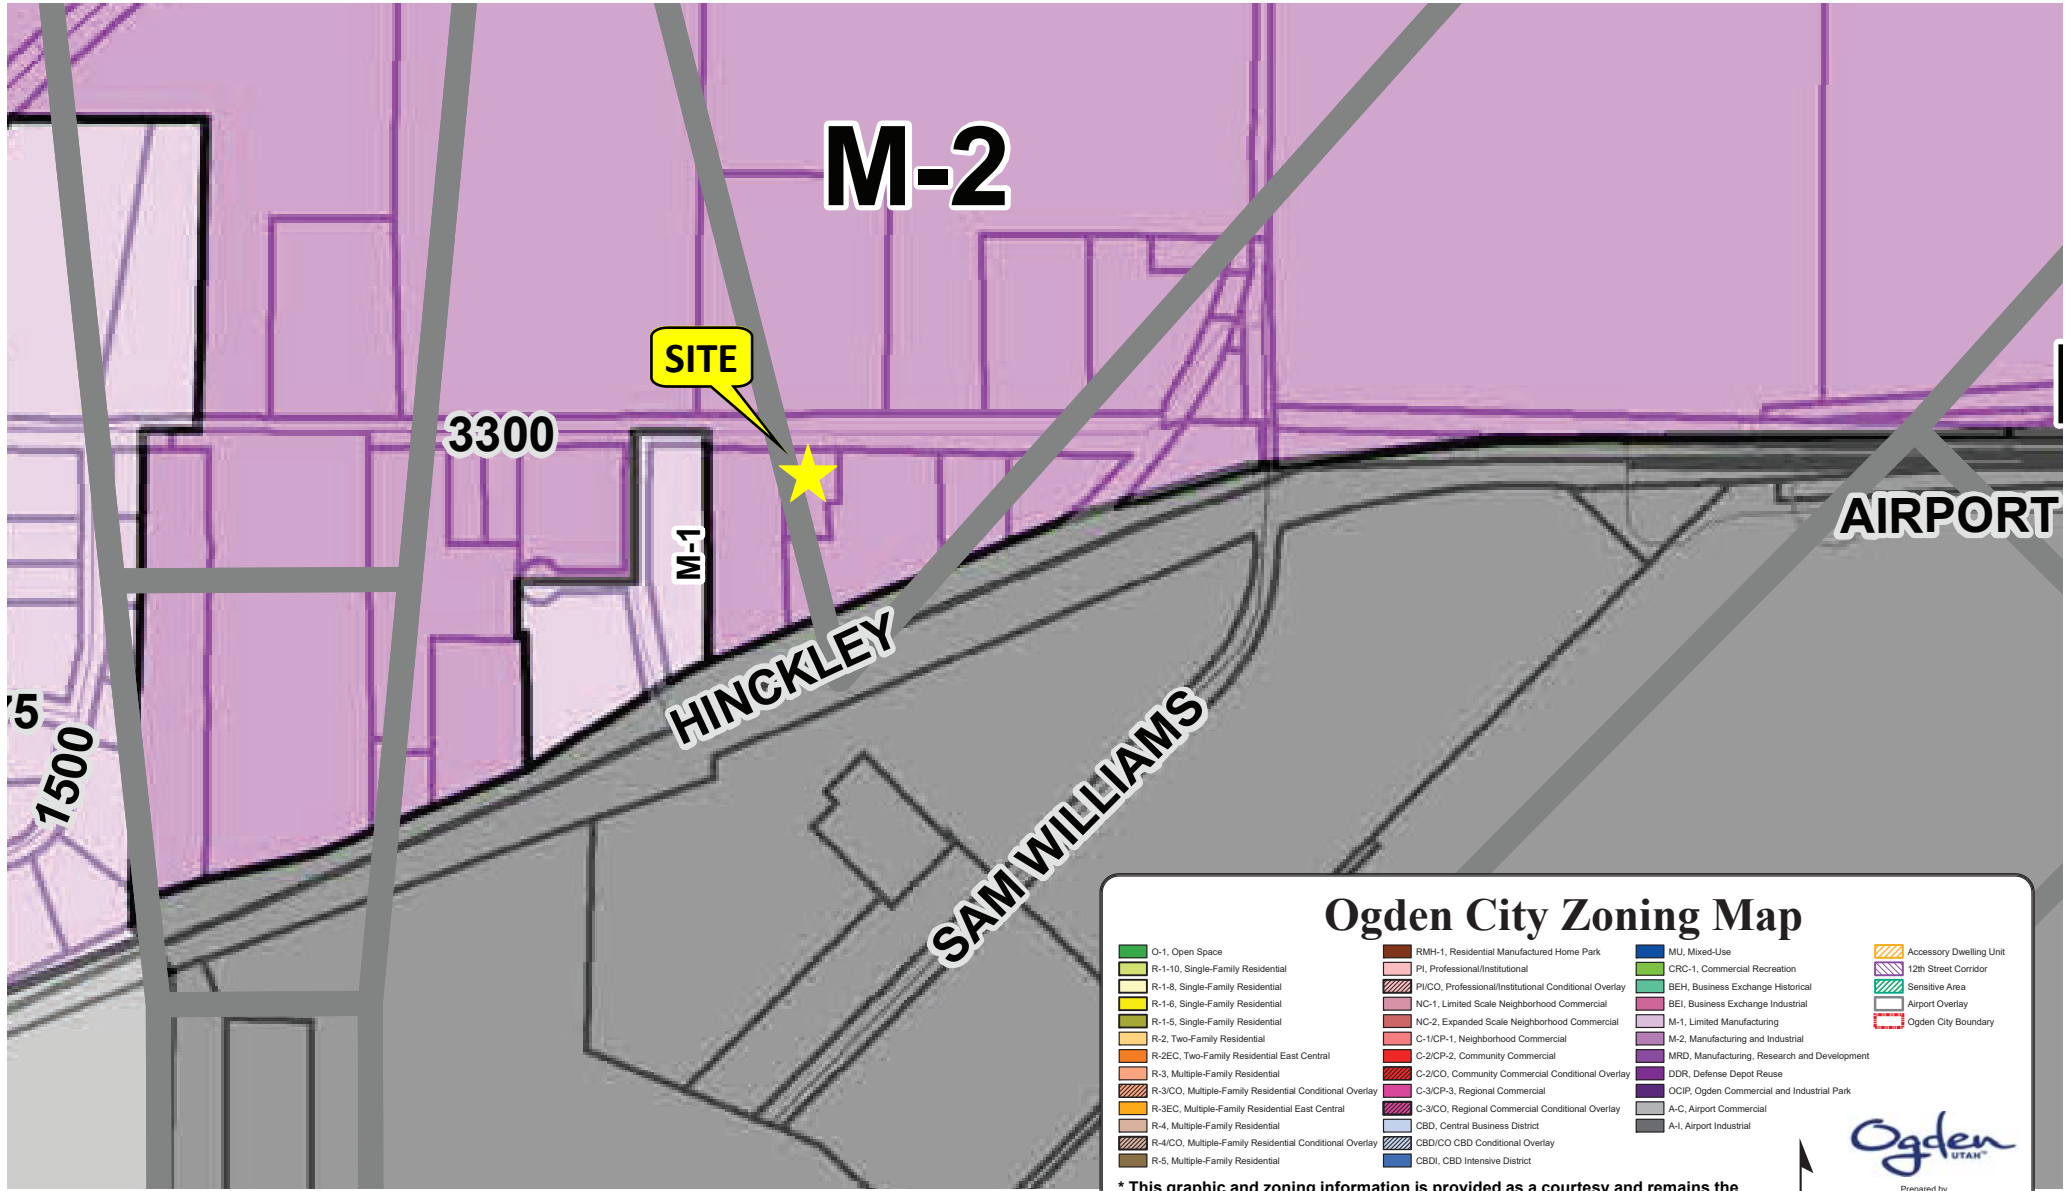 M-2
SITE
3300
M-1
AIRPORT
HINCKLEY
75
1500
SAM WILLIAMS
Ogden City Zoning Map
O-1, Open Space
R-1-10, Single-Family Residential
R-1-8, Single-Family Residential
R-1-6, Single-Family Residential
R-1-5, Single-Family Residential
R-2, Two-Family Residential
R-2EC, Two-Family Residential East Central
R-3, Multiple-Family Residential
R-3/CO, Multiple-Family Residential Conditional Overlay
R-3EC, Multiple-Family Residential East Central
R-4, Multiple-Family Residential
R-4/CO, Multiple-Family Residential Conditional Overlay
R-5, Multiple-Family Residential
RMH-1, Residential Manufactured Home Park
PI, Professional/Institutional
PI/CO, Professional/Institutional Conditional Overlay
NC-1, Limited Scale Neighborhood Commercial
NC-2, Expanded Scale Neighborhood Commercial
C-1/CP-1, Neighborhood Commercial
C-2/CP-2, Community Commercial
C-2/CO, Community Commercial Conditional Overlay
C-3/CP-3, Regional Commercial
C-3/CO, Regional Commercial Conditional Overlay
CBD, Central Business District
CBD/CO CBD Conditional Overlay
CBDI, CBD Intensive District
MU, Mixed-Use
CRC-1, Commercial Recreation
BEH, Business Exchange Historical
BEI, Business Exchange Industrial
M-1, Limited Manufacturing
M-2, Manufacturing and Industrial
MRD, Manufacturing, Research and Development
DDR, Defense Depot Reuse
OCIP, Ogden Commercial and Industrial Park
A-C, Airport Commercial
A-I, Airport Industrial
Accessory Dwelling Unit
12th Street Corridor
Sensitive Area
Airport Overlay
Ogden City Boundary
Ogden
UTAH™
Prepared by
* This graphic and zoning information is provided as a courtesy and remains the